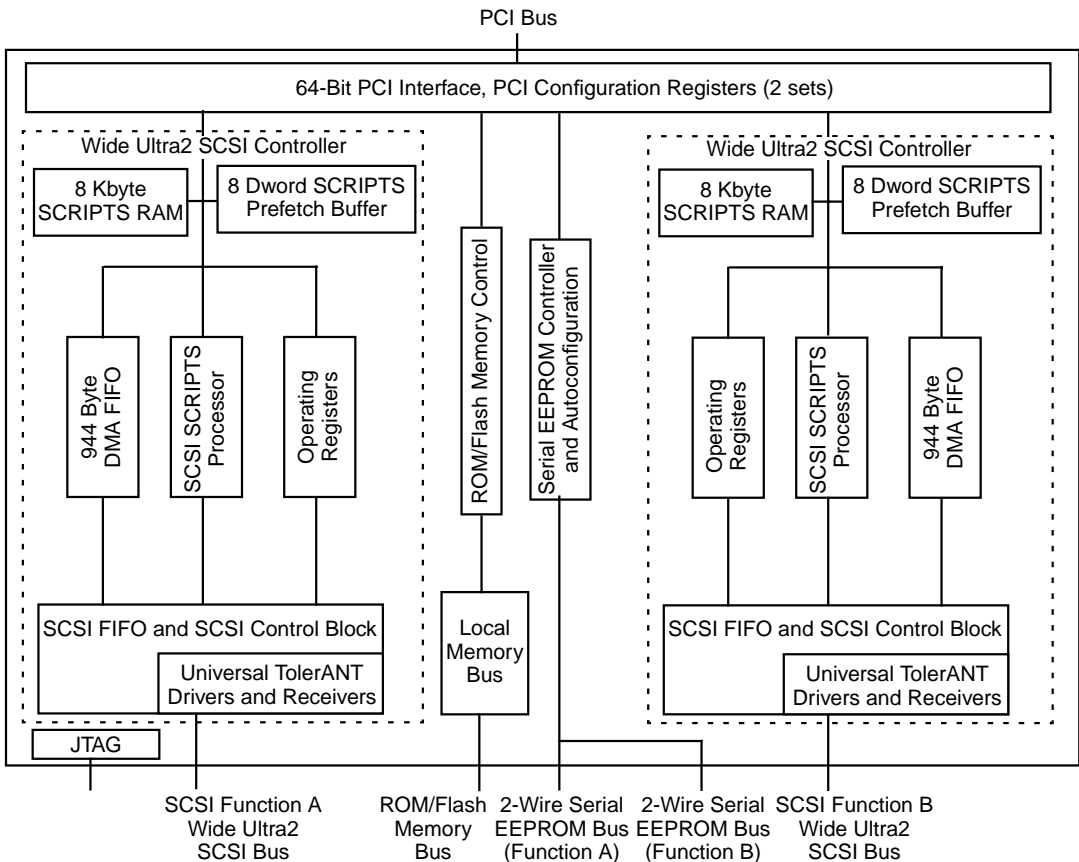 PCI Bus
64-Bit PCI Interface, PCI Configuration Registers (2 sets)
Wide Ultra2 SCSI Controller
8 Kbyte
SCRIPTS RAM
8 Dword SCRIPTS
Prefetch Buffer
944 Byte
DMA FIFO
SCSI SCRIPTS
Processor
Operating
Registers
SCSI FIFO and SCSI Control Block
Universal TolerANT
Drivers and Receivers
JTAG
ROM/Flash Memory Control
Local
Memory
Bus
Serial EEPROM Controller
and Autoconfiguration
Wide Ultra2 SCSI Controller
8 Kbyte
SCRIPTS RAM
8 Dword SCRIPTS
Prefetch Buffer
Operating
Registers
SCSI SCRIPTS
Processor
944 Byte
DMA FIFO
SCSI FIFO and SCSI Control Block
Universal TolerANT
Drivers and Receivers
SCSI Function A
Wide Ultra2
SCSI Bus
ROM/Flash
Memory
Bus
2-Wire Serial
EEPROM Bus
(Function A)
2-Wire Serial
EEPROM Bus
(Function B)
SCSI Function B
Wide Ultra2
SCSI Bus